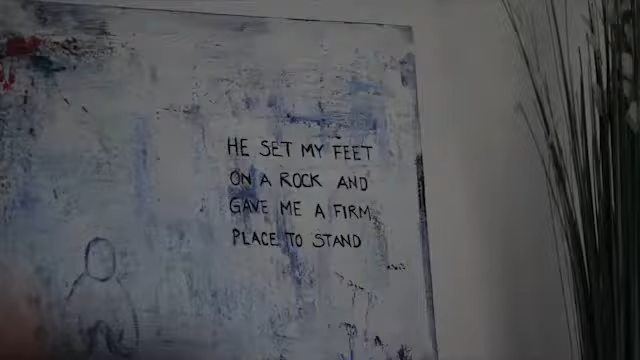 HE SET MY FEET
ON A ROCK AND
GAVE ME A FIRM
PLACE TO STAND